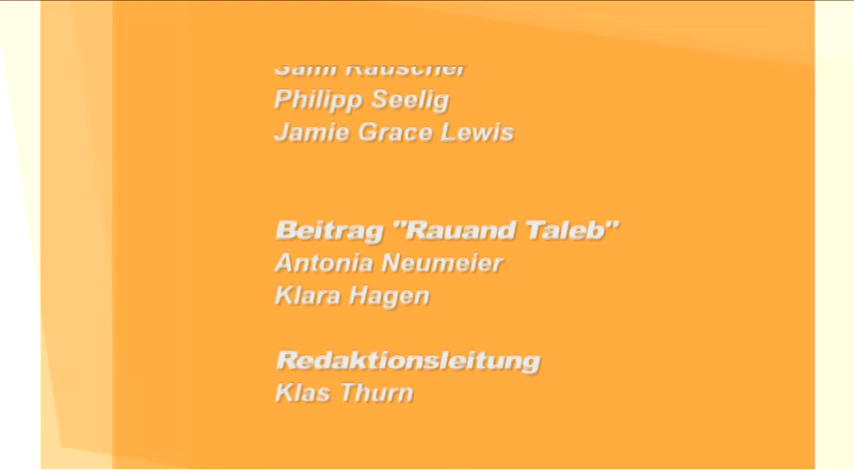 Philipp Seelig
Jamie Grace Lewis
Beitrag "Rauand Taleb"
Antonia Neumeier
Klara Hagen
Redaktionsleitung
Klas Thurn